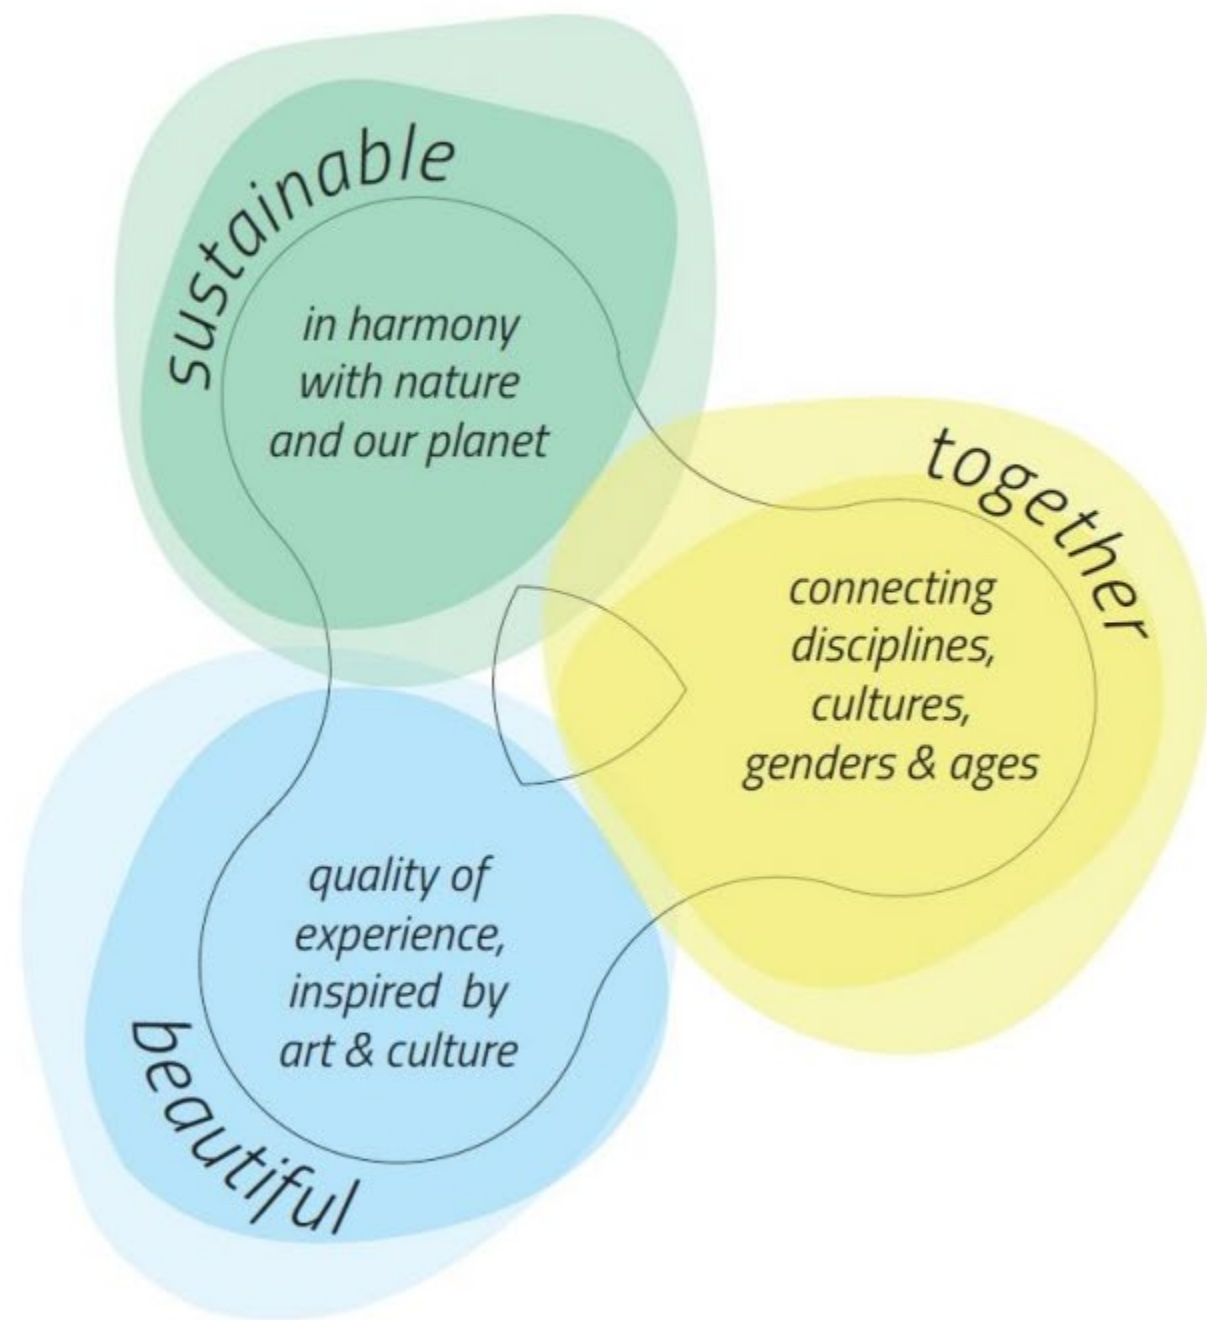 sustainable
in harmony
with nature
and our planet
together
connecting
disciplines,
cultures,
genders & ages
quality of
experience,
inspired by
art & culture
beautiful